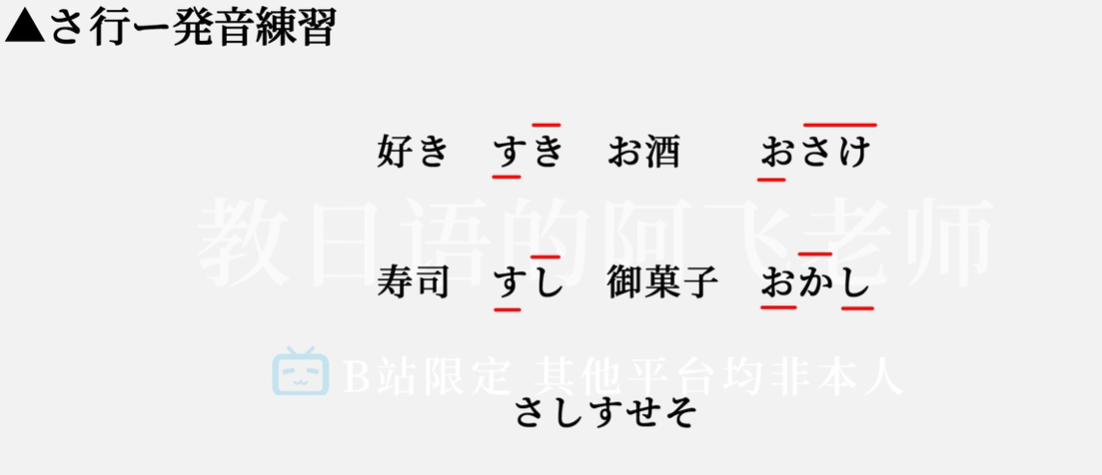 ▲さ行ー発音練習
好き すき お酒 おさけ
教日语的阿飞老师
寿司 すし 御菓子 おかし
B站限定 其他平台均非本人
さしすせそ